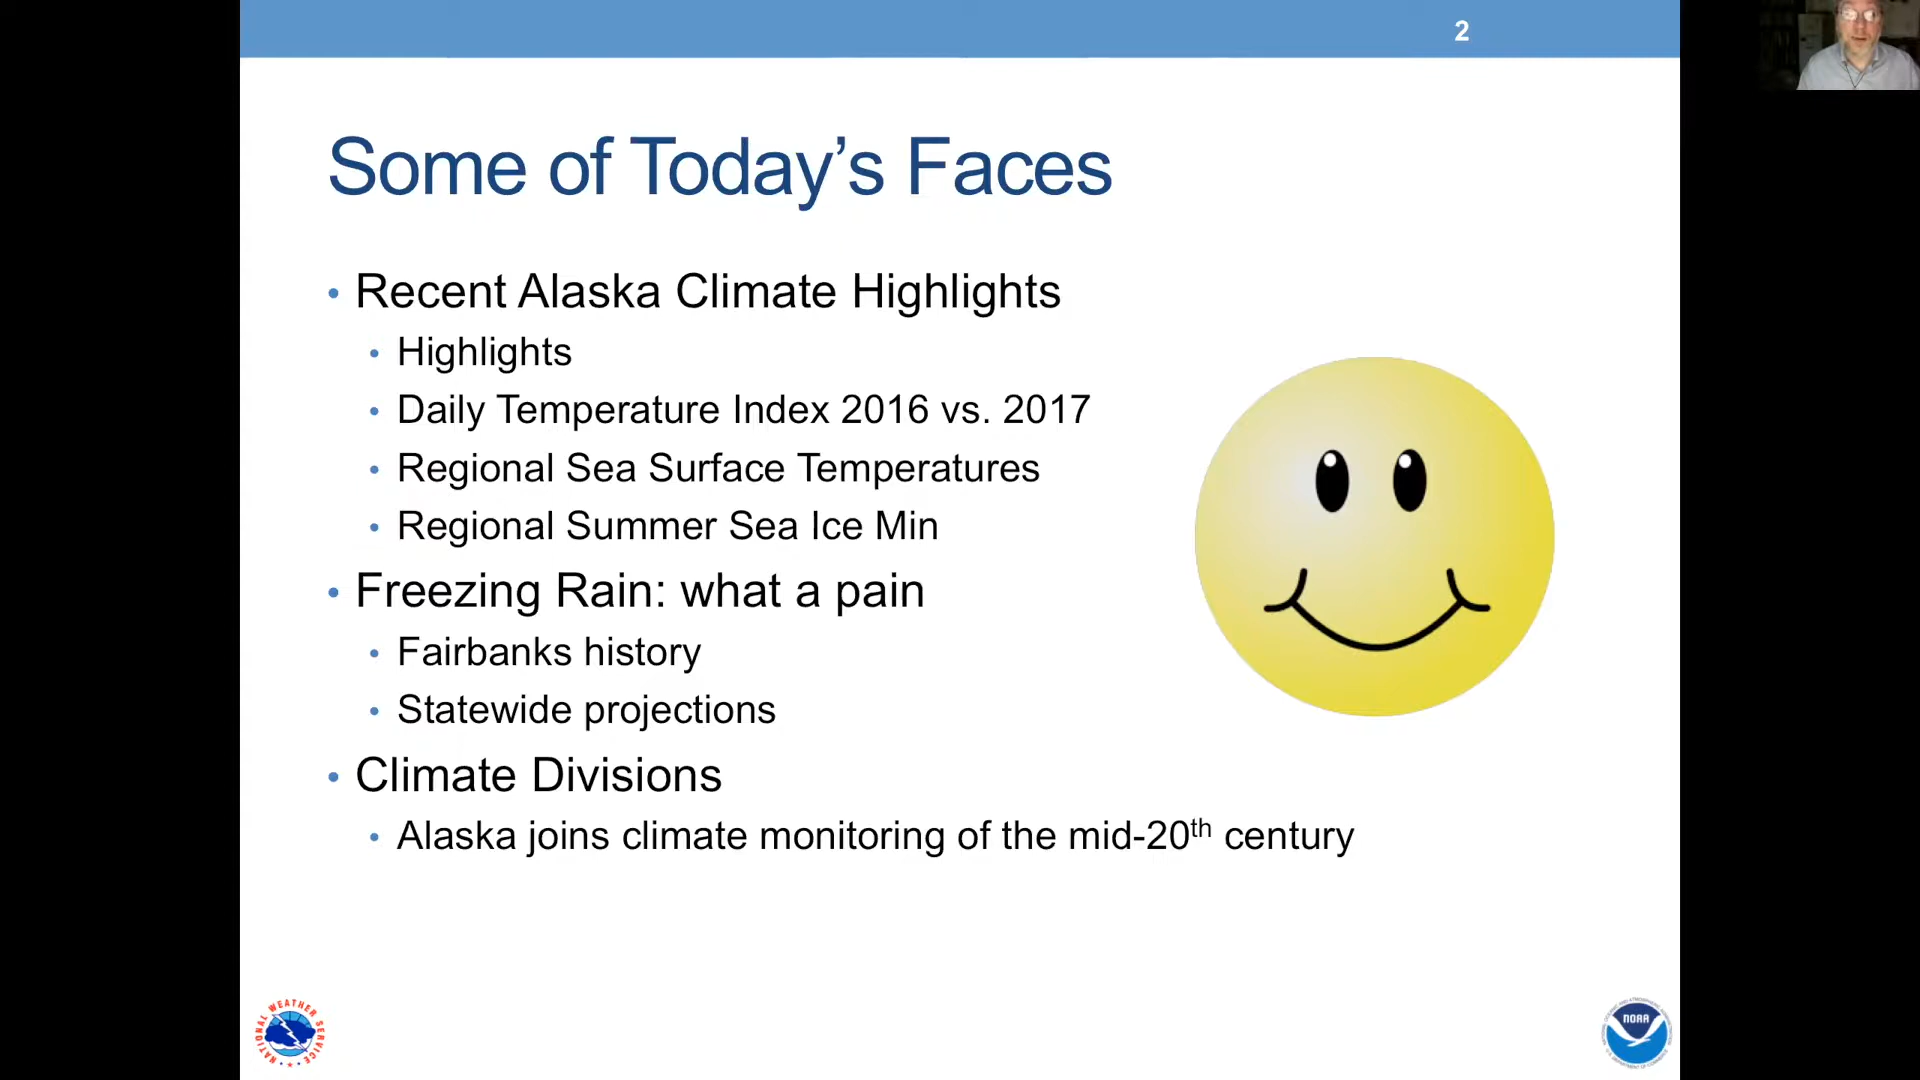 2
Some of Today’s Faces
• Recent Alaska Climate Highlights
• Highlights
• Daily Temperature Index 2016 vs. 2017
• Regional Sea Surface Temperatures
• Regional Summer Sea Ice Min
• Freezing Rain: what a pain
• Fairbanks history
• Statewide projections
• Climate Divisions
• Alaska joins climate monitoring of the mid-20th century
NATIONAL WEATHER SERVICE
NOAA